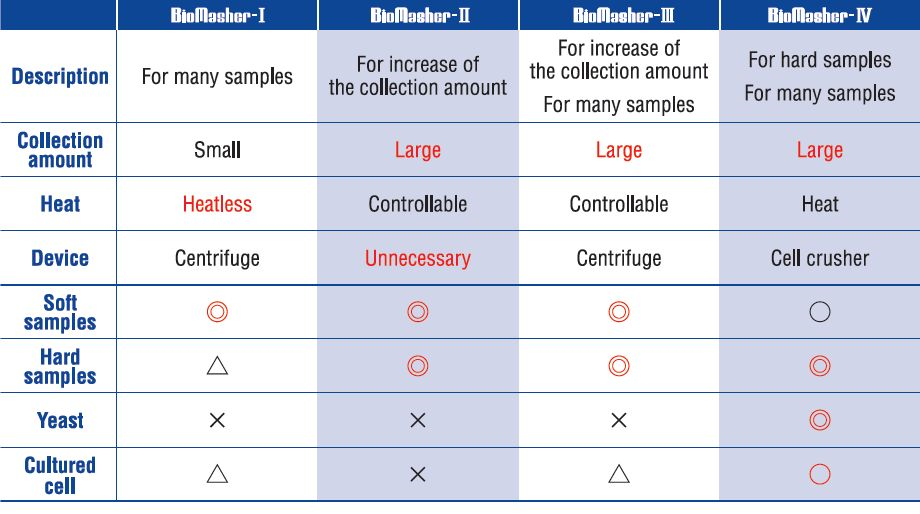 BioMasher-I BioMasher-II BioMasher-III BioMasher-IV
Description
For many samples
For increase of
the collection amount
For increase of
the collection amount
For many samples
For hard samples
For many samples
Collection
amount
Small
Large
Large
Large
Heat
Heatless
Controllable
Controllable
Heat
Device
Centrifuge
Unnecessary
Centrifuge
Cell crusher
Soft
samples
◎ ◎ ◎ ○
Hard
samples
△ ◎ ◎ ◎
Yeast
× × × ◎
Cultured
cell
△ × △ ○